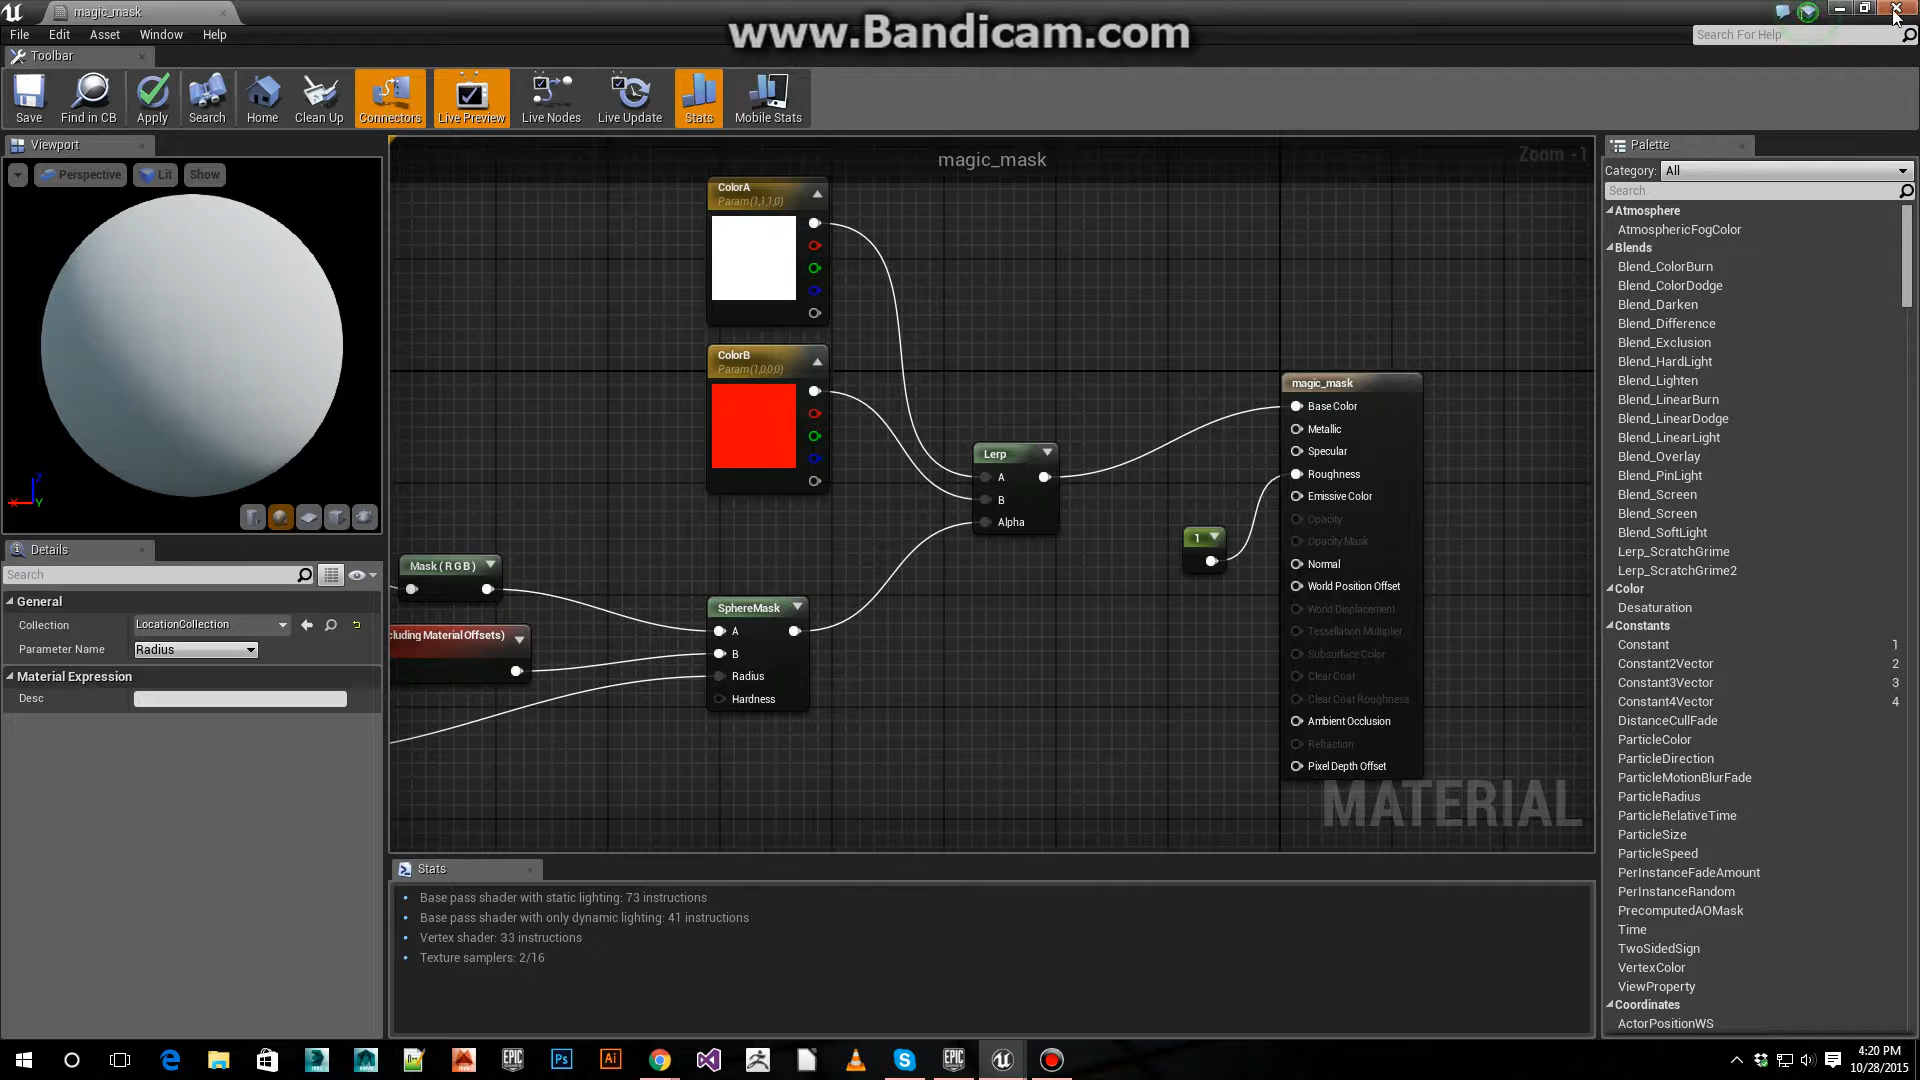 magic_mask
www.Bandicam.com
File Edit Asset Window Help
Search For Help
Toolbar
Save Find in CB Apply Search Home Clean Up Connectors Live Preview Live Nodes Live Update Stats Mobile Stats
Viewport
Perspective Lit Show
X Z Y
Details
Search
General
Collection LocationCollection
Parameter Name Radius
Material Expression
Desc
magic_mask
Zoom -1
ColorA
Param (1,1,1,0)
ColorB
Param (1,0,0,0)
Lerp
A
B
Alpha
1
Mask ( R G B )
cluding Material Offsets)
SphereMask
A
B
Radius
Hardness
magic_mask
Base Color
Metallic
Specular
Roughness
Emissive Color
Opacity
Opacity Mask
Normal
World Position Offset
World Displacement
Tessellation Multiplier
Subsurface Color
Clear Coat
Clear Coat Roughness
Ambient Occlusion
Refraction
Pixel Depth Offset
MATERIAL
Stats
Base pass shader with static lighting: 73 instructions
Base pass shader with only dynamic lighting: 41 instructions
Vertex shader: 33 instructions
Texture samplers: 2/16
Palette
Category: All
Search
Atmosphere
AtmosphericFogColor
Blends
Blend_ColorBurn
Blend_ColorDodge
Blend_Darken
Blend_Difference
Blend_Exclusion
Blend_HardLight
Blend_Lighten
Blend_LinearBurn
Blend_LinearDodge
Blend_LinearLight
Blend_Overlay
Blend_PinLight
Blend_Screen
Blend_Screen
Blend_SoftLight
Lerp_ScratchGrime
Lerp_ScratchGrime2
Color
Desaturation
Constants
Constant 1
Constant2Vector 2
Constant3Vector 3
Constant4Vector 4
DistanceCullFade
ParticleColor
ParticleDirection
ParticleMotionBlurFade
ParticleRadius
ParticleRelativeTime
ParticleSize
ParticleSpeed
PerInstanceFadeAmount
PerInstanceRandom
PrecomputedAOMask
Time
TwoSidedSign
VertexColor
ViewProperty
Coordinates
ActorPositionWS
EPIC Ps Ai EPIC
4:20 PM
10/28/2015